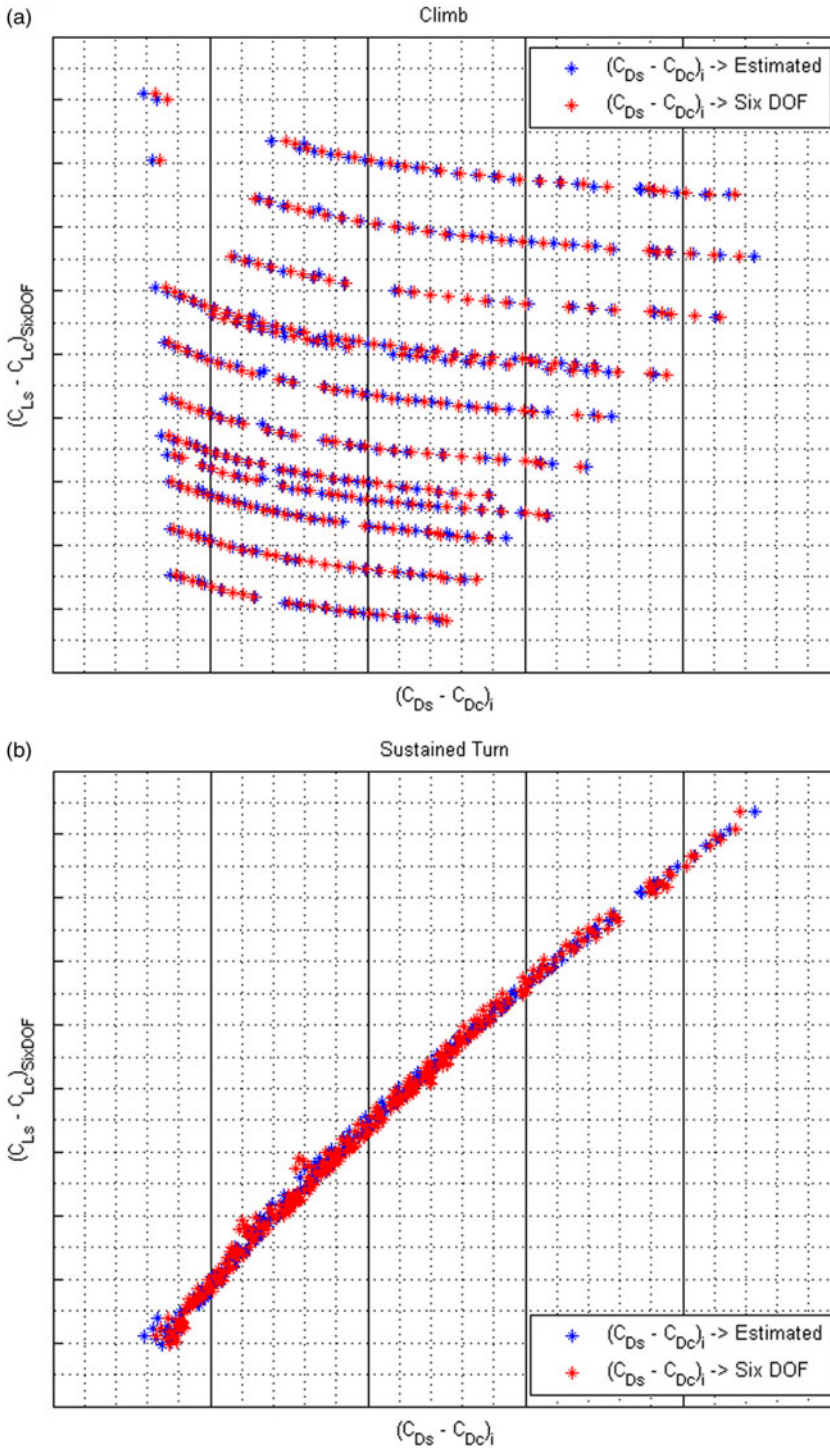 (a)
Climb
(C_Ds - C_Dc)_i -> Estimated
(C_Ds - C_Dc)_i -> Six DOF
(C_Ls - C_Lc)_SixDOF
(C_Ds - C_Dc)_i
(b)
Sustained Turn
(C_Ls - C_Lc)_SixDOF
(C_Ds - C_Dc)_i -> Estimated
(C_Ds - C_Dc)_i -> Six DOF
(C_Ds - C_Dc)_i